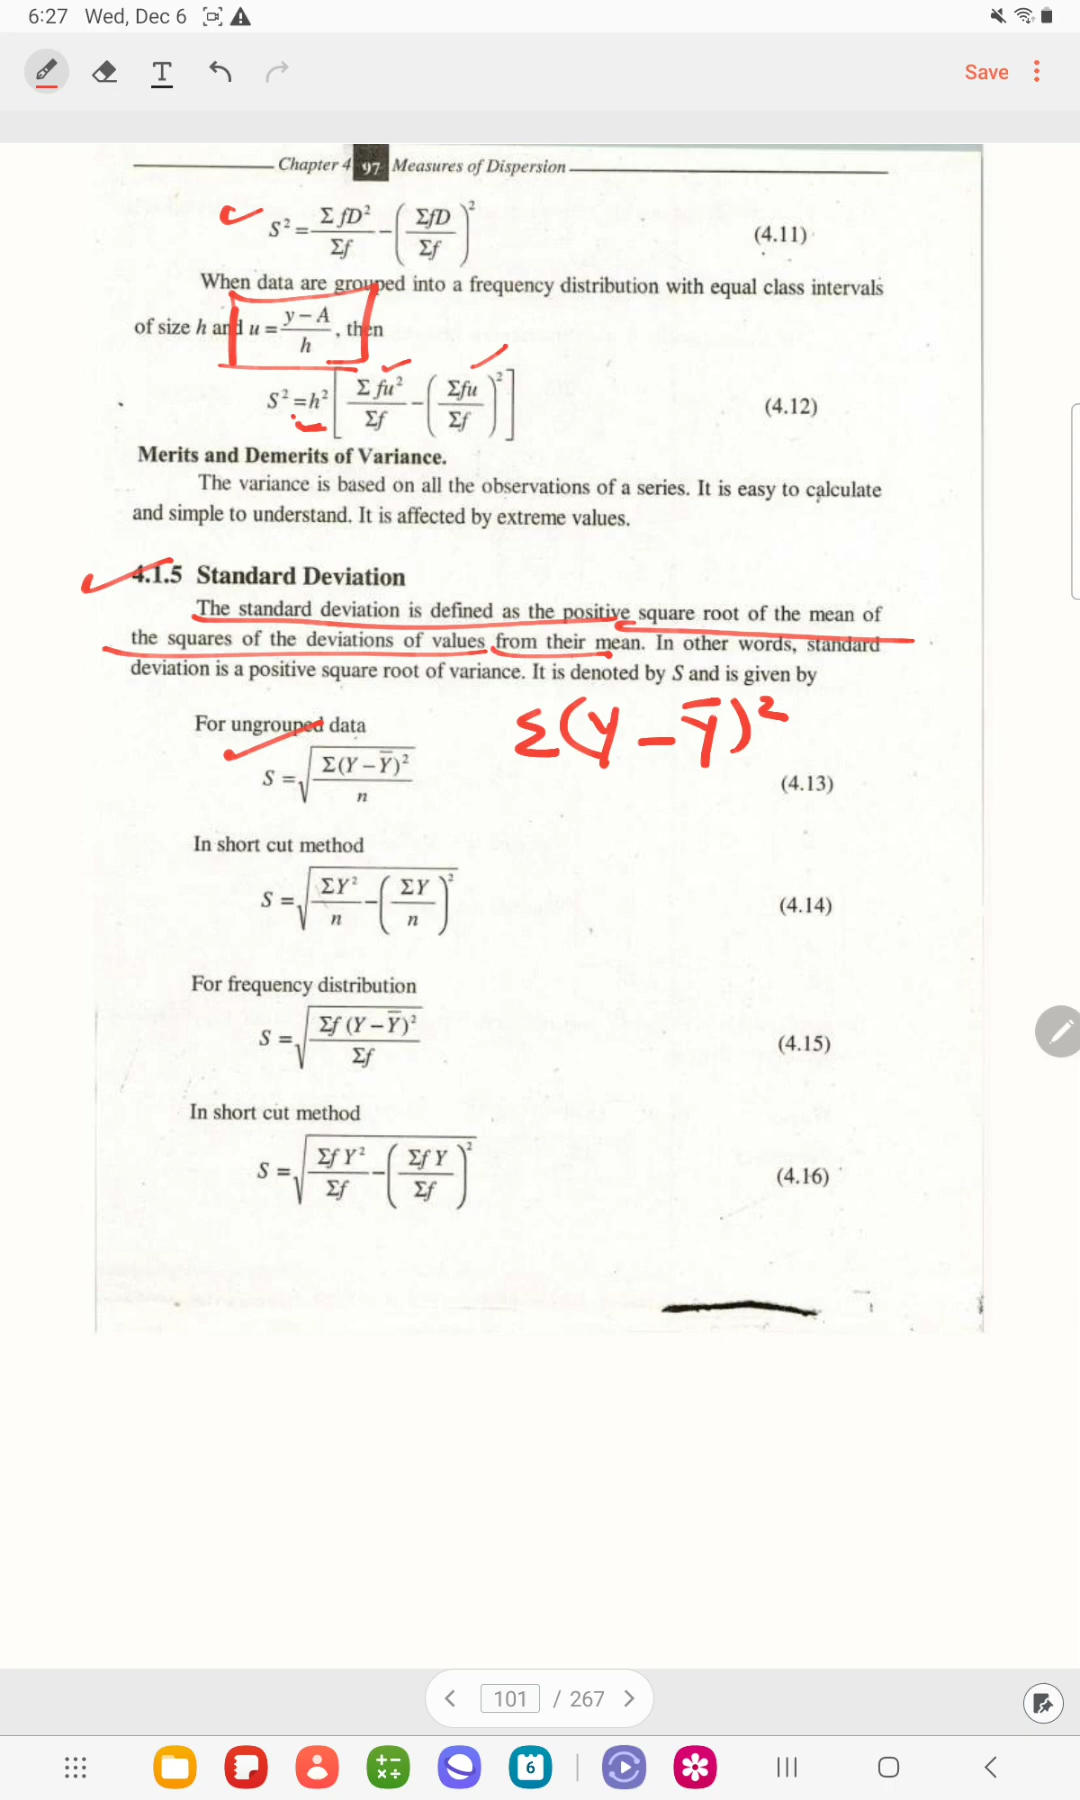 6:27 Wed, Dec 6
T
Save
Chapter 4 97 Measures of Dispersion
S² = Σ fD² / Σf − (ΣfD / Σf)² (4.11)
When data are grouped into a frequency distribution with equal class intervals
of size h and u = y − A / h , then
S² = h² [ Σ fu² / Σf − (Σfu / Σf)² ] (4.12)
Merits and Demerits of Variance.
The variance is based on all the observations of a series. It is easy to calculate
and simple to understand. It is affected by extreme values.
4.1.5 Standard Deviation
The standard deviation is defined as the positive square root of the mean of
the squares of the deviations of values from their mean. In other words, standard
deviation is a positive square root of variance. It is denoted by S and is given by
For ungrouped data
Σ(Y − Ȳ)²
S = √(Σ(Y − Ȳ)² / n) (4.13)
In short cut method
S = √(ΣY² / n − (ΣY / n)²) (4.14)
For frequency distribution
S = √(Σf (Y − Ȳ)² / Σf) (4.15)
In short cut method
S = √(Σf Y² / Σf − (Σf Y / Σf)²) (4.16)
101 / 267
6